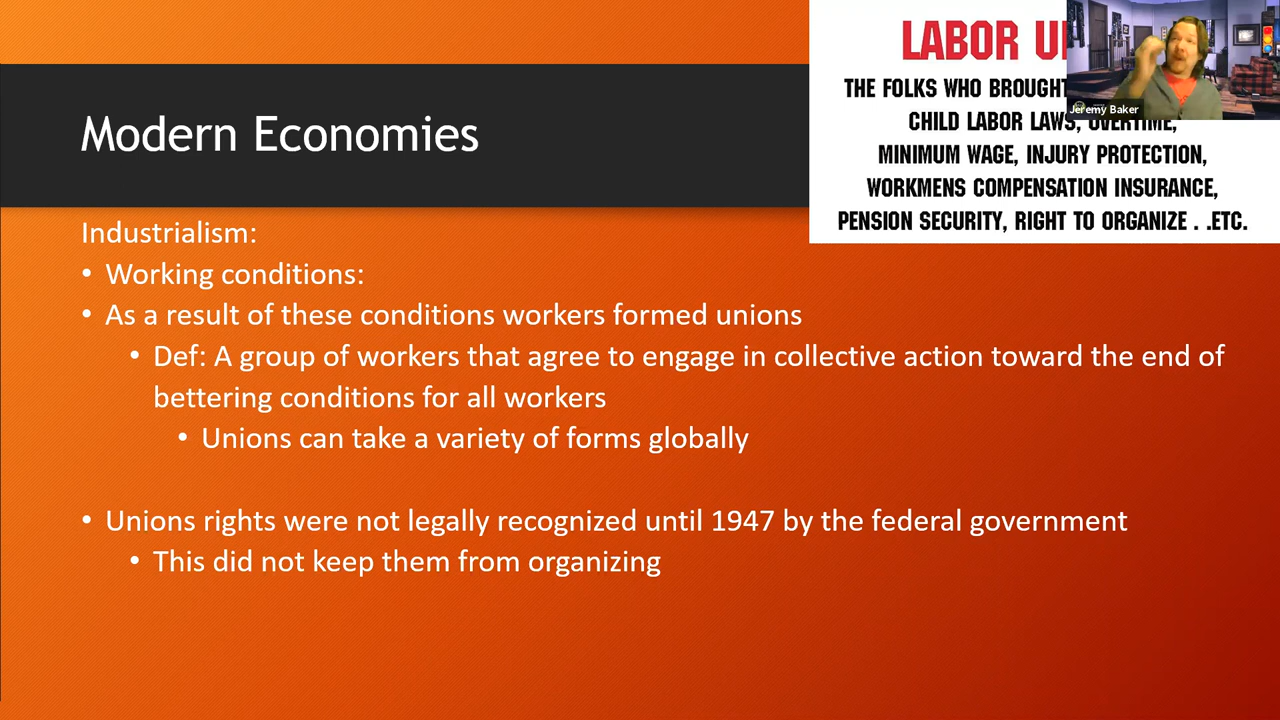 Modern Economies
LABOR
THE FOLKS WHO BROUGHT
CHILD LABOR LAWS, OVERTIME,
MINIMUM WAGE, INJURY PROTECTION,
WORKMENS COMPENSATION INSURANCE,
PENSION SECURITY, RIGHT TO ORGANIZE . .ETC.
Jeremy Baker
Industrialism:
• Working conditions:
• As a result of these conditions workers formed unions
• Def: A group of workers that agree to engage in collective action toward the end of
bettering conditions for all workers
• Unions can take a variety of forms globally
• Unions rights were not legally recognized until 1947 by the federal government
• This did not keep them from organizing